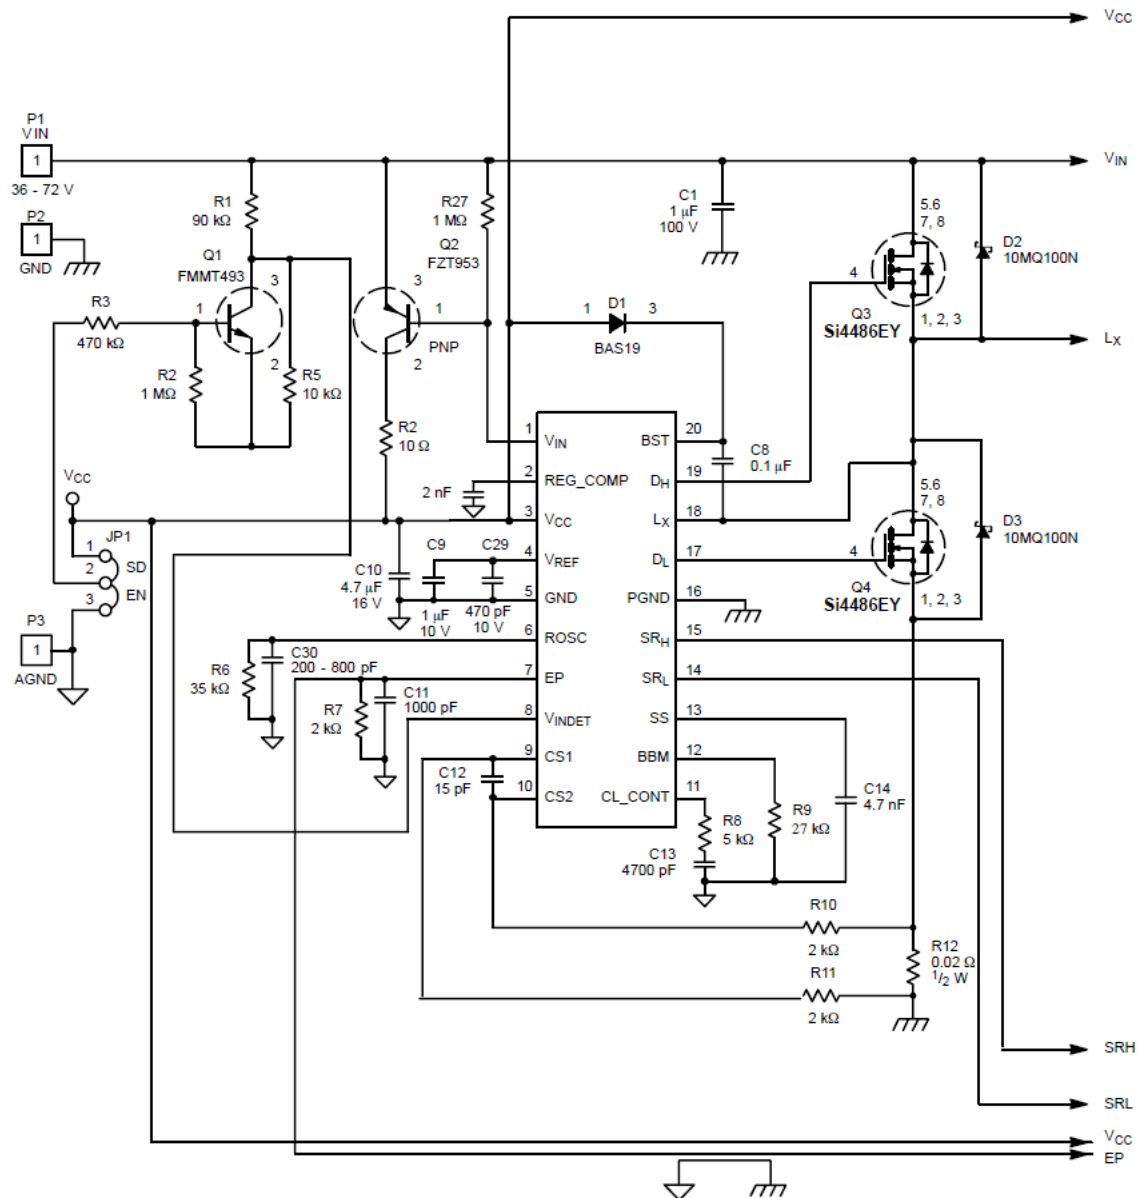 VCC
P1
VIN
1
36 - 72 V
P2
1
GND
R1
90 kΩ
R27
1 MΩ
C1
1 µF
100 V
VIN
5.6
7, 8
D2
10MQ100N
Q1
FMMT493
3
1
2
Q2
FZT953
3
1
2
PNP
4
Q3
1, 2, 3
Si4486EY
R3
470 kΩ
1
D1
3
BAS19
LX
R2
1 MΩ
R5
10 kΩ
R2
10 Ω
1
VIN
BST
20
C8
0.1 µF
2
REG_COMP
DH
19
2 nF
VCC
3
VCC
LX
18
5.6
7, 8
D3
10MQ100N
JP1
1
2
3
SD
EN
C10
4.7 µF
16 V
C9
1 µF
10 V
C29
470 pF
10 V
4
VREF
DL
17
4
Q4
1, 2, 3
Si4486EY
5
GND
PGND
16
P3
1
AGND
6
ROSC
SRH
15
R6
35 kΩ
C30
200 - 800 pF
7
EP
SRL
14
R7
2 kΩ
C11
1000 pF
8
VINDET
SS
13
9
CS1
BBM
12
C12
15 pF
10
CS2
CL_CONT
11
C14
4.7 nF
R8
5 kΩ
R9
27 kΩ
C13
4700 pF
R10
2 kΩ
R12
0.02 Ω
1/2 W
R11
2 kΩ
SRH
SRL
VCC
EP